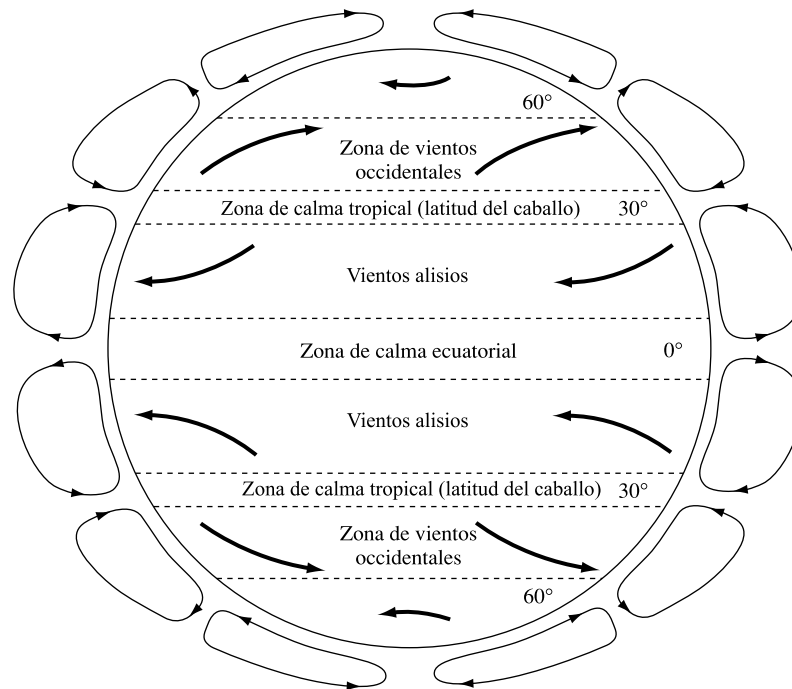 60°
Zona de vientos
occidentales
Zona de calma tropical (latitud del caballo) 30°
Vientos alisios
Zona de calma ecuatorial 0°
Vientos alisios
Zona de calma tropical (latitud del caballo) 30°
Zona de vientos
occidentales
60°